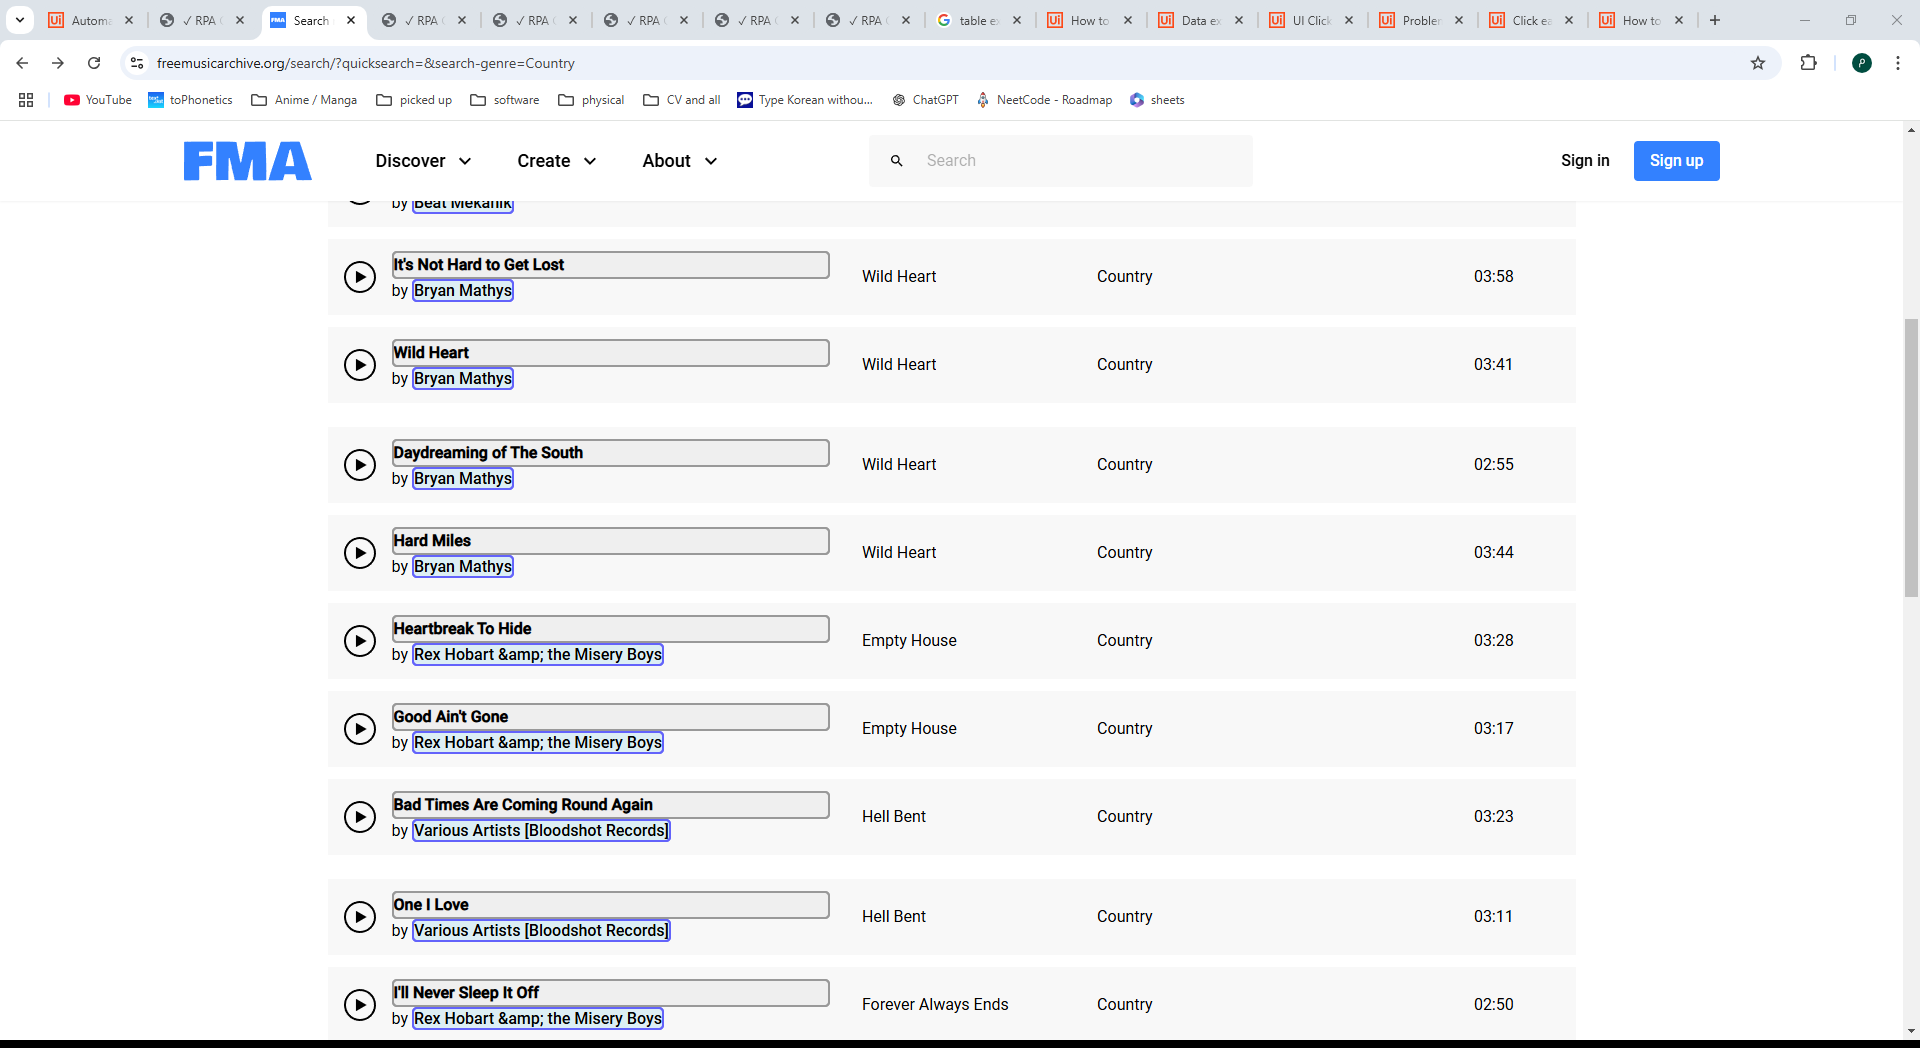 Autom
✓ RPA
Search
✓ RPA
✓ RPA
✓ RPA
✓ RPA
✓ RPA
table e
How to
Data ex
UI Click
Probler
Click ea
How to
freemusicarchive.org/search/?quicksearch=&search-genre=Country
YouTube
toPhonetics
Anime / Manga
picked up
software
physical
CV and all
Type Korean withou...
ChatGPT
NeetCode - Roadmap
sheets
FMA
Discover
Create
About
Search
Sign in
Sign up
by Beat Mekanik
It's Not Hard to Get Lost
by Bryan Mathys
Wild Heart
Country
03:58
Wild Heart
by Bryan Mathys
Wild Heart
Country
03:41
Daydreaming of The South
by Bryan Mathys
Wild Heart
Country
02:55
Hard Miles
by Bryan Mathys
Wild Heart
Country
03:44
Heartbreak To Hide
by Rex Hobart &amp; the Misery Boys
Empty House
Country
03:28
Good Ain't Gone
by Rex Hobart &amp; the Misery Boys
Empty House
Country
03:17
Bad Times Are Coming Round Again
by Various Artists [Bloodshot Records]
Hell Bent
Country
03:23
One I Love
by Various Artists [Bloodshot Records]
Hell Bent
Country
03:11
I'll Never Sleep It Off
by Rex Hobart &amp; the Misery Boys
Forever Always Ends
Country
02:50